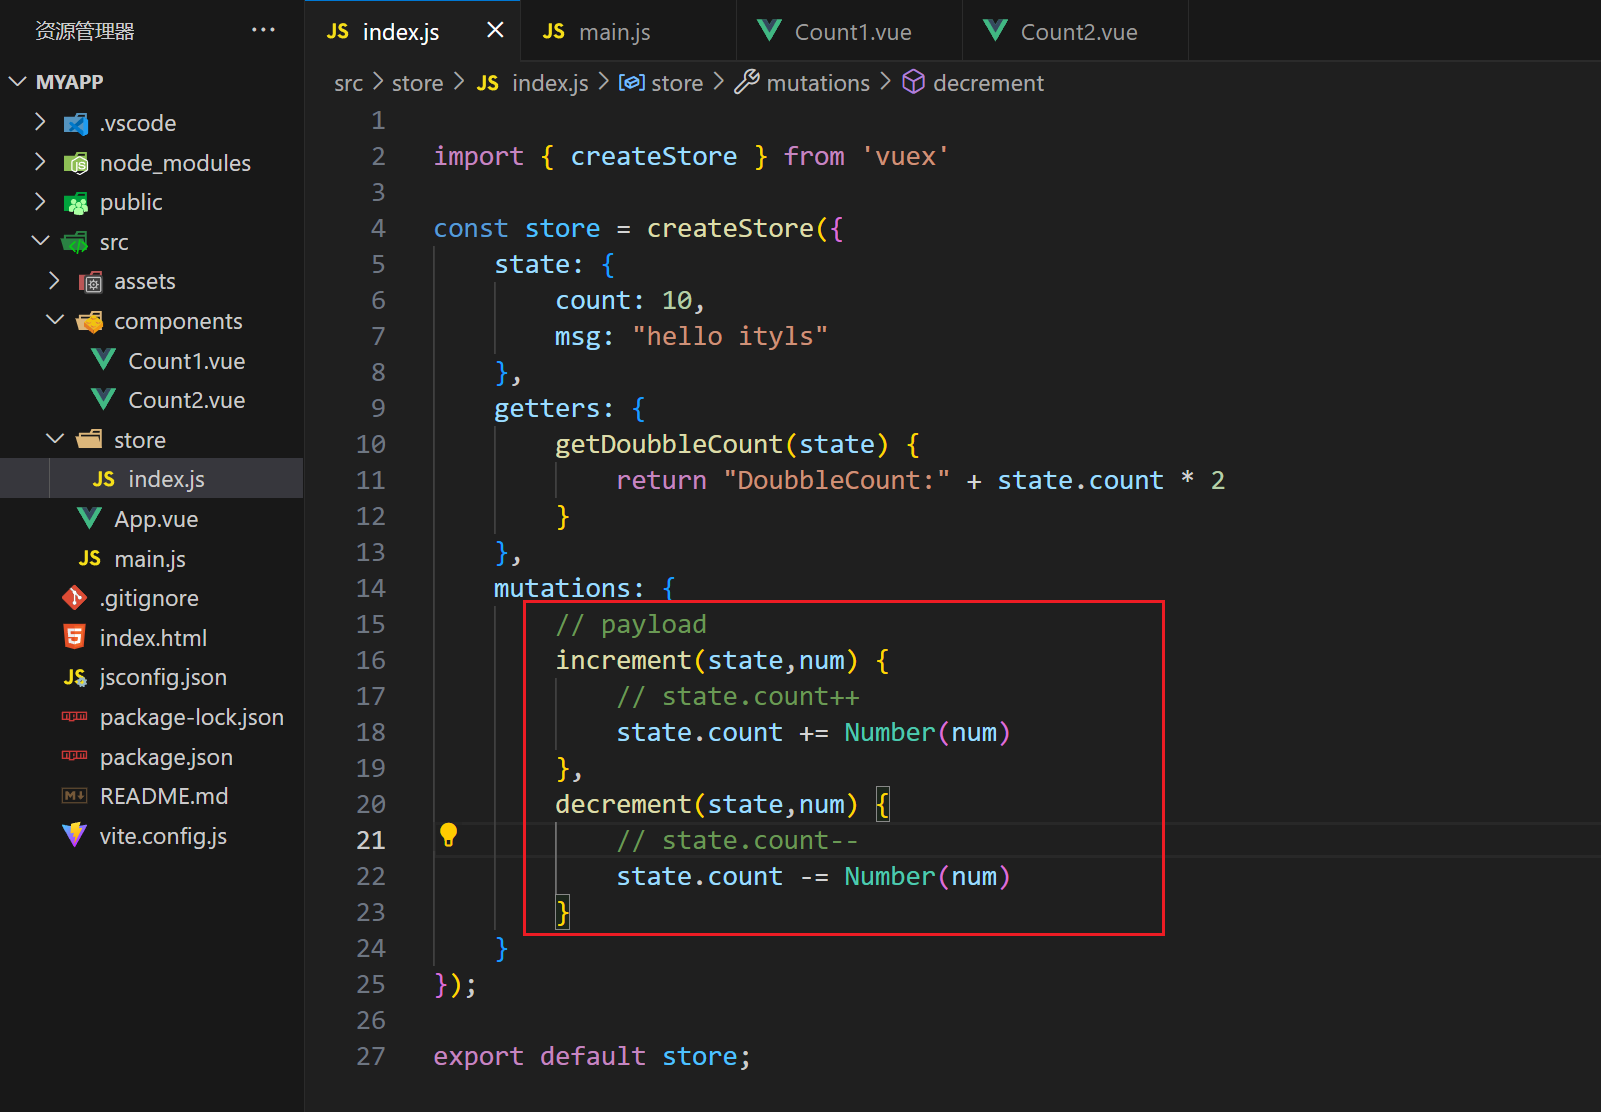 资源管理器 ···
MYAPP
.vscode
node_modules
public
src
assets
components
Count1.vue
Count2.vue
store
JS index.js
App.vue
JS main.js
.gitignore
index.html
JS jsconfig.json
package-lock.json
package.json
README.md
vite.config.js
JS index.js × JS main.js Count1.vue Count2.vue
src > store > JS index.js > store > mutations > decrement
1
2 import { createStore } from 'vuex'
3
4 const store = createStore({
5 state: {
6 count: 10,
7 msg: "hello ityls"
8 },
9 getters: {
10 getDoubbleCount(state) {
11 return "DoubbleCount:" + state.count * 2
12 }
13 },
14 mutations: {
15 // payload
16 increment(state,num) {
17 // state.count++
18 state.count += Number(num)
19 },
20 decrement(state,num) {
21 // state.count--
22 state.count -= Number(num)
23 }
24 }
25 });
26
27 export default store;